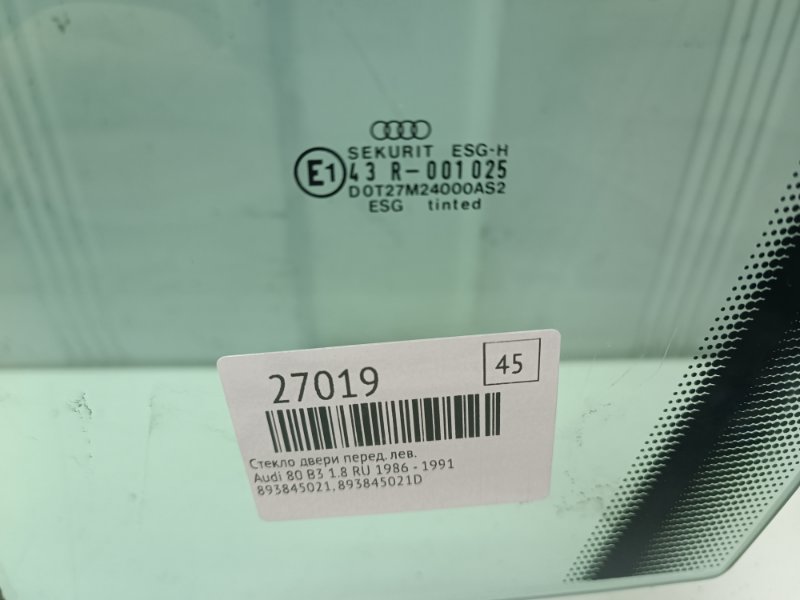 SEKURIT ESG-H
E1 43 R-001025
DOT27M24000AS2
ESG tinted
27019
45
Стекло двери перед. лев.
Audi 80 B3 1.8 RU 1986 - 1991
893845021, 893845021D